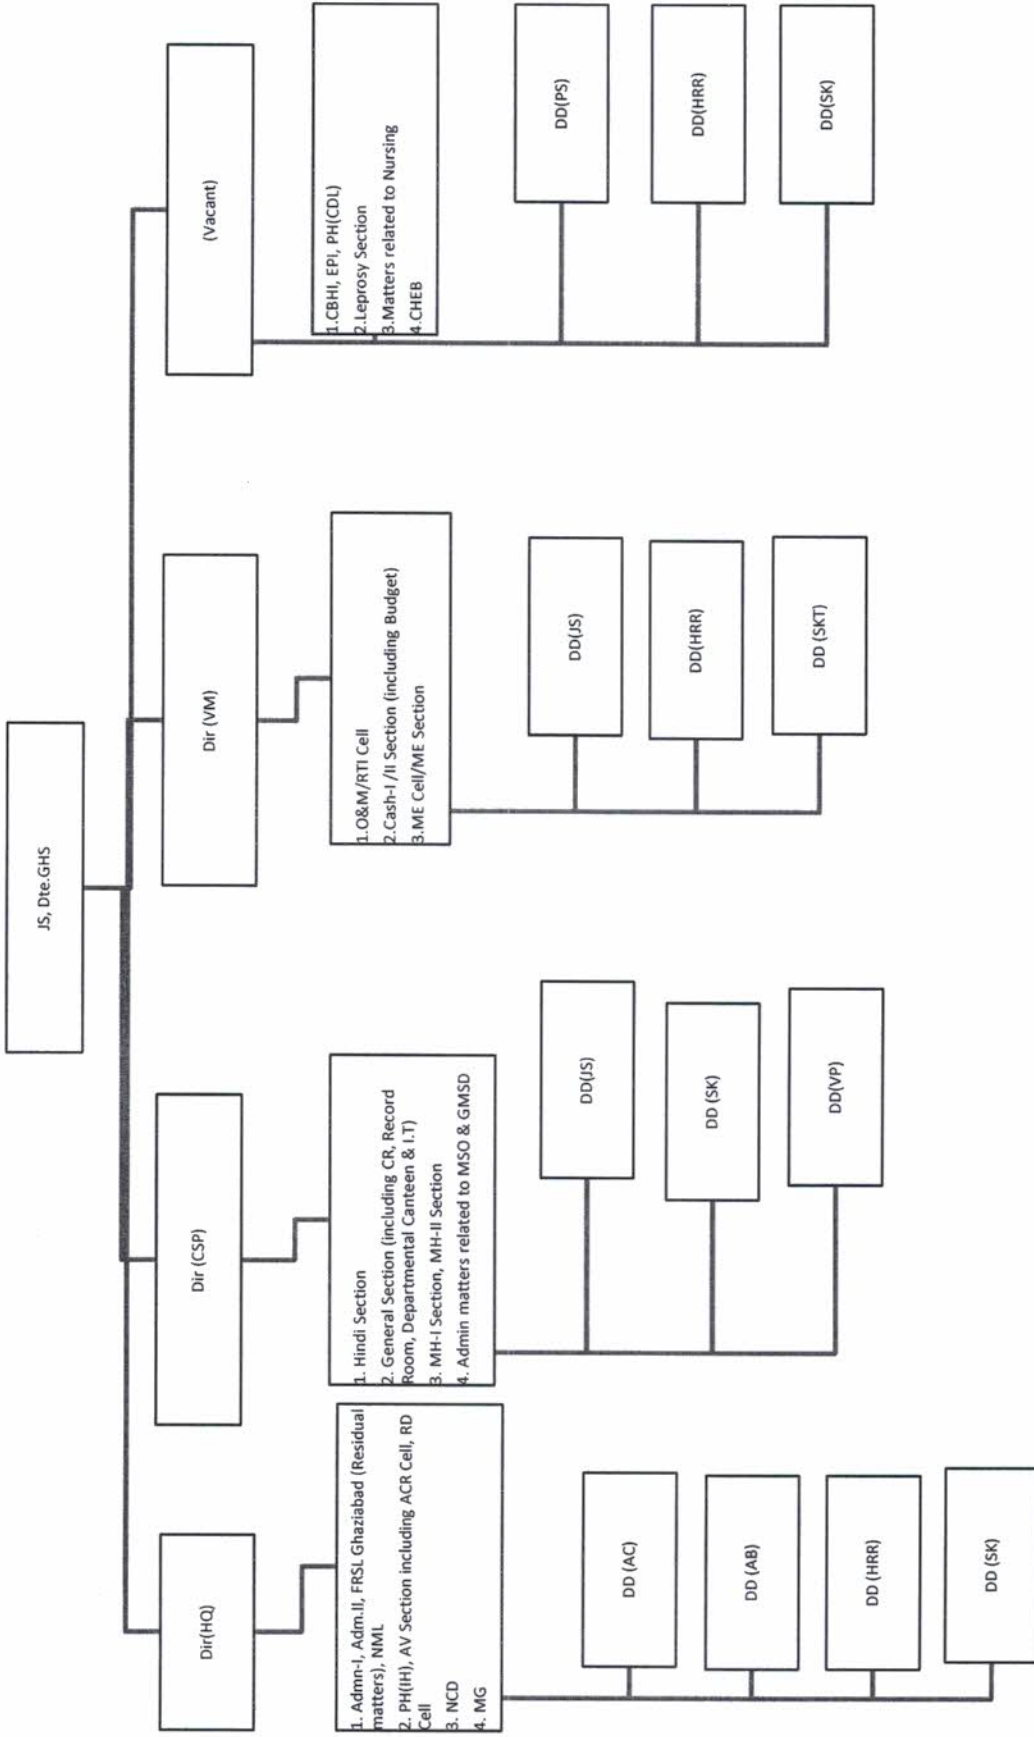 JS, Dte.GHS
Dir(HQ)
1. Admn-I, Adm.II, FRSL Ghaziabad (Residual
matters), NML
2. PH(IH), AV Section including ACR Cell, RD
Cell
3. NCD
4. MG
DD (AC)
DD (AB)
DD (HRR)
DD (SK)
Dir (CSP)
1. Hindi Section
2. General Section (including CR, Record
Room, Departmental Canteen & I.T)
3. MH-I Section, MH-II Section
4. Admin matters related to MSO & GMSD
DD(JS)
DD (SK)
DD(VP)
Dir (VM)
1.O&M/RTI Cell
2.Cash-I /II Section (including Budget)
3.ME Cell/ME Section
DD(JS)
DD(HRR)
DD (SKT)
(Vacant)
1.CBHI, EPI, PH(CDL)
2.Leprosy Section
3.Matters related to Nursing
4.CHEB
DD(PS)
DD(HRR)
DD(SK)